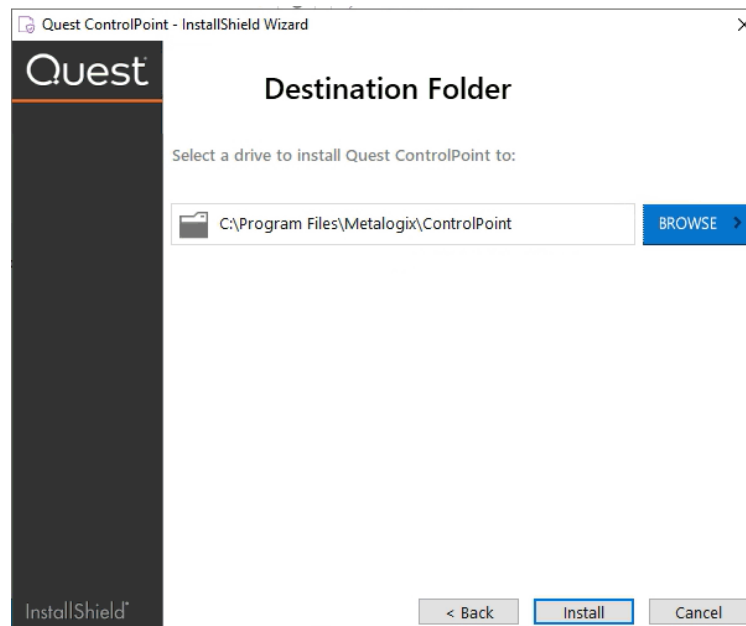 Quest ControlPoint - InstallShield Wizard
Quest
Destination Folder
Select a drive to install Quest ControlPoint to:
C:\Program Files\Metalogix\ControlPoint
BROWSE >
InstallShield
< Back
Install
Cancel